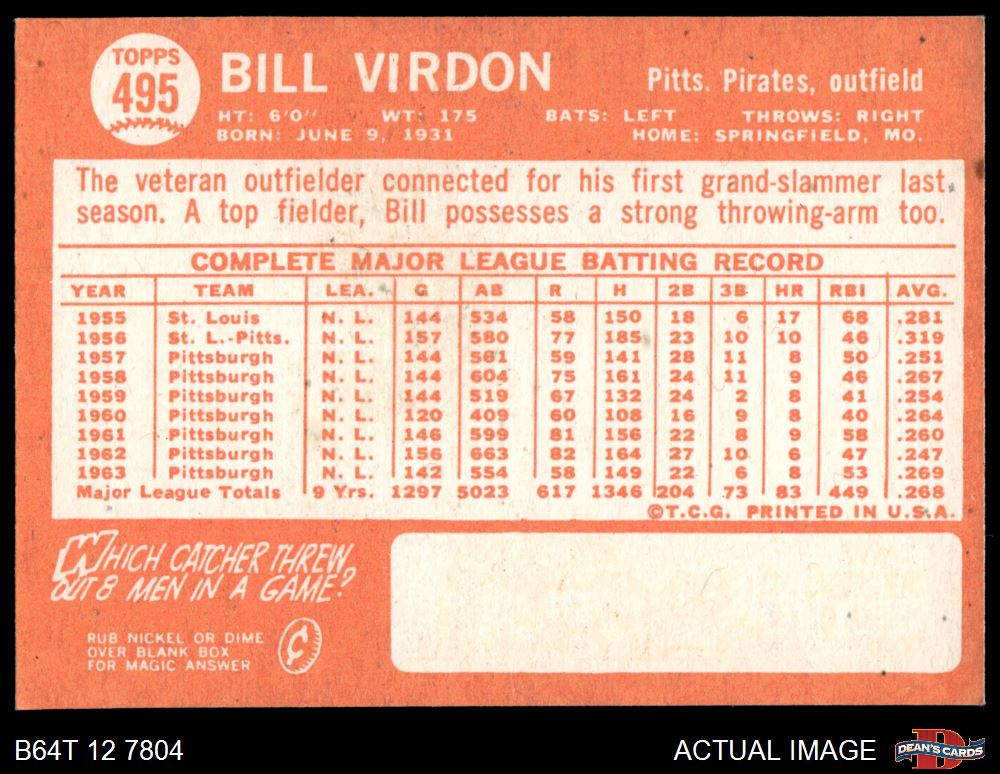 TOPPS
495
BILL VIRDON
Pitts. Pirates, outfield
HT: 6'0" WT: 175 BATS: LEFT THROWS: RIGHT
BORN: JUNE 9, 1931 HOME: SPRINGFIELD, MO.
The veteran outfielder connected for his first grand-slammer last
season. A top fielder, Bill possesses a strong throwing-arm too.
COMPLETE MAJOR LEAGUE BATTING RECORD
YEAR TEAM LEA. G AB R H 2B 3B HR RBI AVG.
1955 St. Louis N. L. 144 534 58 150 18 6 17 68 .281
1956 St. L.-Pitts. N. L. 157 580 77 185 23 10 10 46 .319
1957 Pittsburgh N. L. 144 561 59 141 28 11 8 50 .251
1958 Pittsburgh N. L. 144 604 75 161 24 11 9 46 .267
1959 Pittsburgh N. L. 144 519 67 132 24 2 8 41 .254
1960 Pittsburgh N. L. 120 409 60 108 16 9 8 40 .264
1961 Pittsburgh N. L. 146 599 81 156 22 8 9 58 .260
1962 Pittsburgh N. L. 156 663 82 164 27 10 6 47 .247
1963 Pittsburgh N. L. 142 554 58 149 22 6 8 53 .269
Major League Totals 9 Yrs. 1297 5023 617 1346 204 73 83 449 .268
©T.C.G. PRINTED IN U.S.A.
WHICH CATCHER THREW
OUT 8 MEN IN A GAME?
RUB NICKEL OR DIME
OVER BLANK BOX
FOR MAGIC ANSWER
¢
B64T 12 7804
ACTUAL IMAGE
D
DEAN'S CARDS